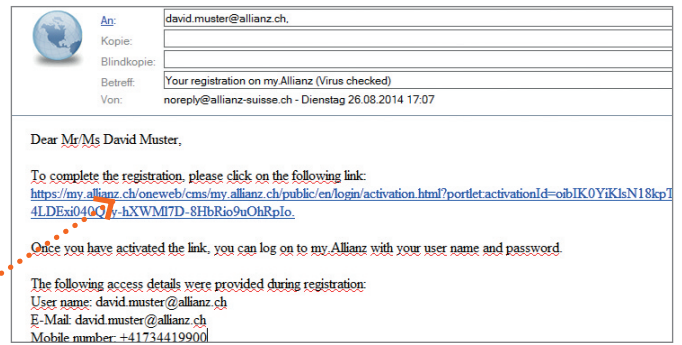 An: david.muster@allianz.ch,
Kopie:
Blindkopie:
Betreff: Your registration on my.Allianz (Virus checked)
Von: noreply@allianz-suisse.ch - Dienstag 26.08.2014 17:07
Dear Mr/Ms David Muster,
To complete the registration, please click on the following link:
https://my.allianz.ch/oneweb/cms/my.allianz.ch/public/en/login/activation.html?portlet:activationId=oibIK0YiKlsN18kpT
Once you have activated the link, you can log on to my.Allianz with your user name and password.
The following access details were provided during registration:
User name: david.muster@allianz.ch
E-Mail: david.muster@allianz.ch
Mobile number: +41734419900